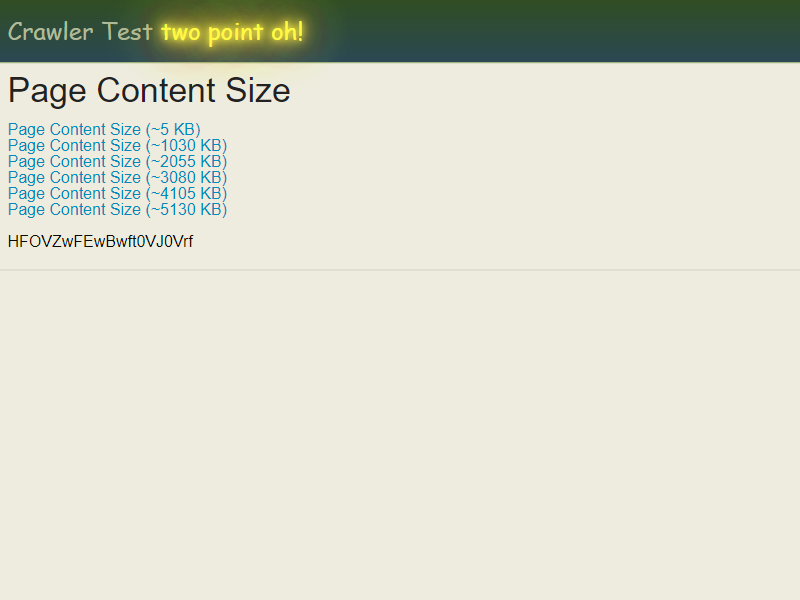 Crawler Test two point oh!
Page Content Size
Page Content Size (~5 KB)
Page Content Size (~1030 KB)
Page Content Size (~2055 KB)
Page Content Size (~3080 KB)
Page Content Size (~4105 KB)
Page Content Size (~5130 KB)
HFOVZwFEwBwft0VJ0Vrf